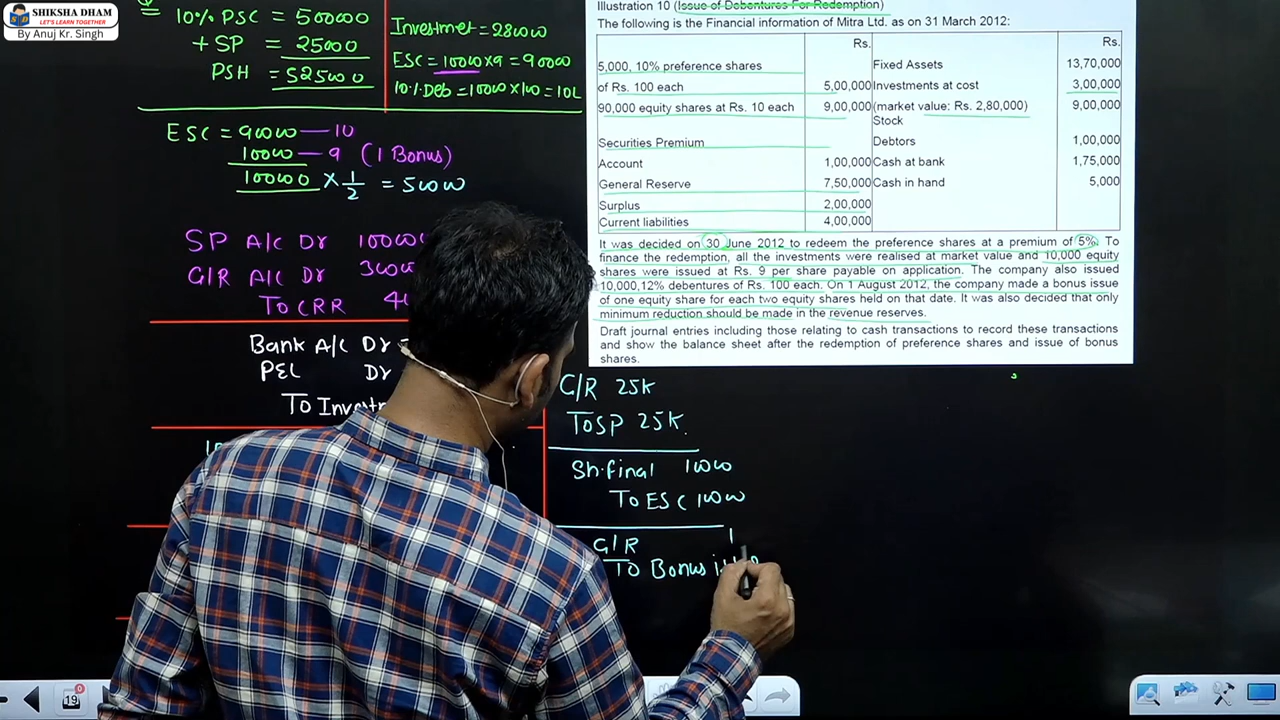 SHIKSHA DHAM
LET'S LEARN TOGETHER
By Anuj Kr. Singh
10% PSC = 500000
+ SP = 25000
PSH = 525000
Investmet = 280000
ESC = 10000 x 9 = 90000
10.1. Deb = 10000 x 100 = 10L
ESC = 90000 — 10
10000 — 9 (1 Bonus)
100000 x 1/2 = 50000
SP A/c Dr 100000
G/R A/c Dr
To CRR
Bank A/c Dr
Dr
To
Illustration 10 (Issue of Debentures For Redemption)
The following is the Financial information of Mitra Ltd. as on 31 March 2012:
Rs. Rs.
5,000, 10% preference shares Fixed Assets 13,70,000
of Rs. 100 each 5,00,000 Investments at cost 3,00,000
90,000 equity shares at Rs. 10 each 9,00,000 (market value: Rs. 2,80,000) 9,00,000
Stock
Securities Premium Debtors 1,00,000
Account 1,00,000 Cash at bank 1,75,000
General Reserve 7,50,000 Cash in hand 5,000
Surplus 2,00,000
Current liabilities 4,00,000
It was decided on 30 June 2012 to redeem the preference shares at a premium of 5%. To
finance the redemption, all the investments were realised at market value and 10,000 equity
shares were issued at Rs. 9 per share payable on application. The company also issued
10,000,12% debentures of Rs. 100 each. On 1 August 2012, the company made a bonus issue
of one equity share for each two equity shares held on that date. It was also decided that only
minimum reduction should be made in the revenue reserves.
Draft journal entries including those relating to cash transactions to record these transactions
and show the balance sheet after the redemption of preference shares and issue of bonus
shares.
G/R 25K
To SP 25K.
Sh. final 10000
To ESC 10000
G/R 1
To Bonus
19